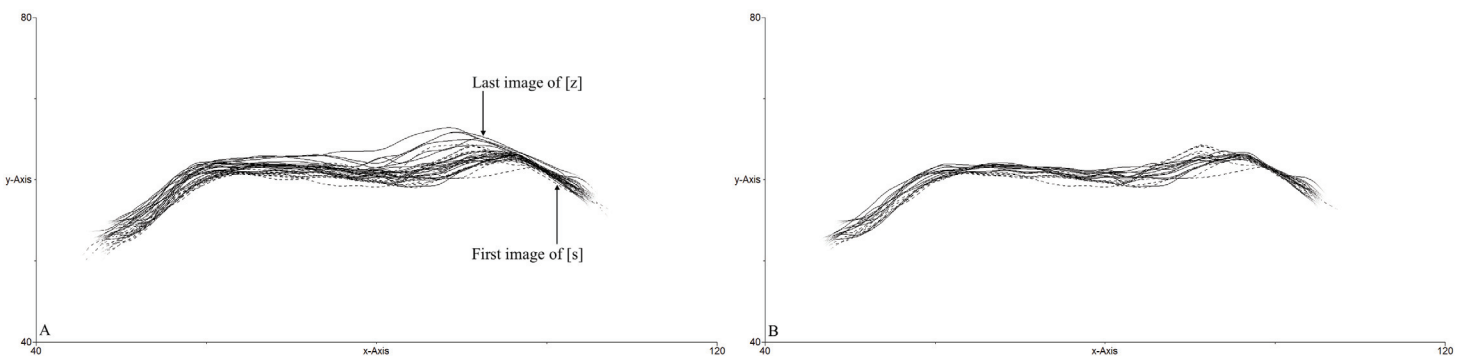 80
Last image of [z]
y-Axis
First image of [s]
A
40
40
x-Axis
120
80
y-Axis
B
40
40
x-Axis
120